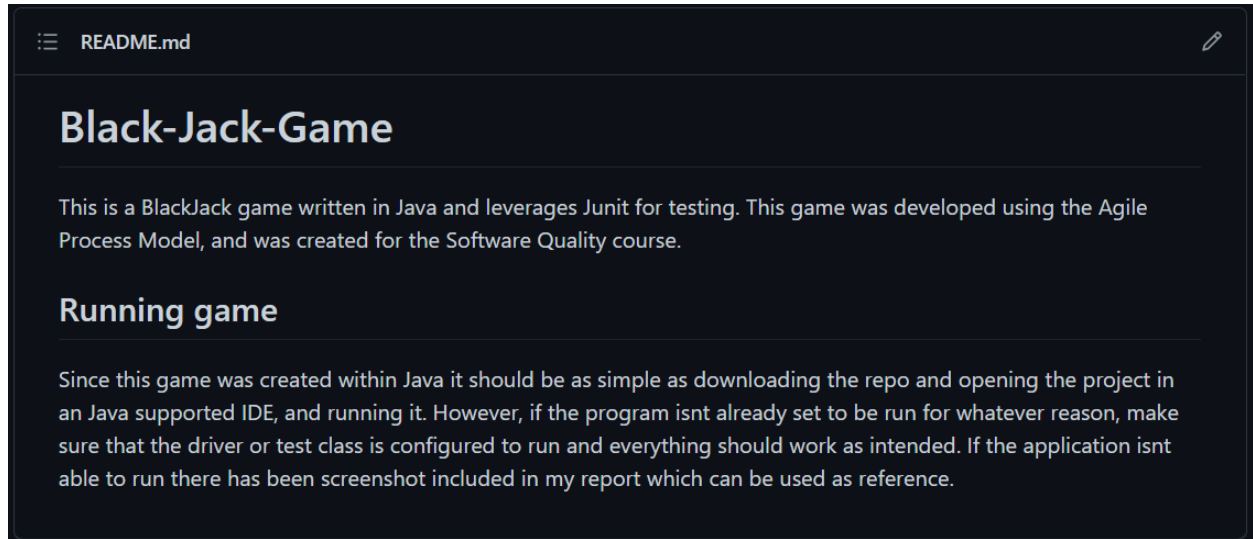 README.md
Black-Jack-Game
This is a BlackJack game written in Java and leverages Junit for testing. This game was developed using the Agile
Process Model, and was created for the Software Quality course.
Running game
Since this game was created within Java it should be as simple as downloading the repo and opening the project in
an Java supported IDE, and running it. However, if the program isnt already set to be run for whatever reason, make
sure that the driver or test class is configured to run and everything should work as intended. If the application isnt
able to run there has been screenshot included in my report which can be used as reference.